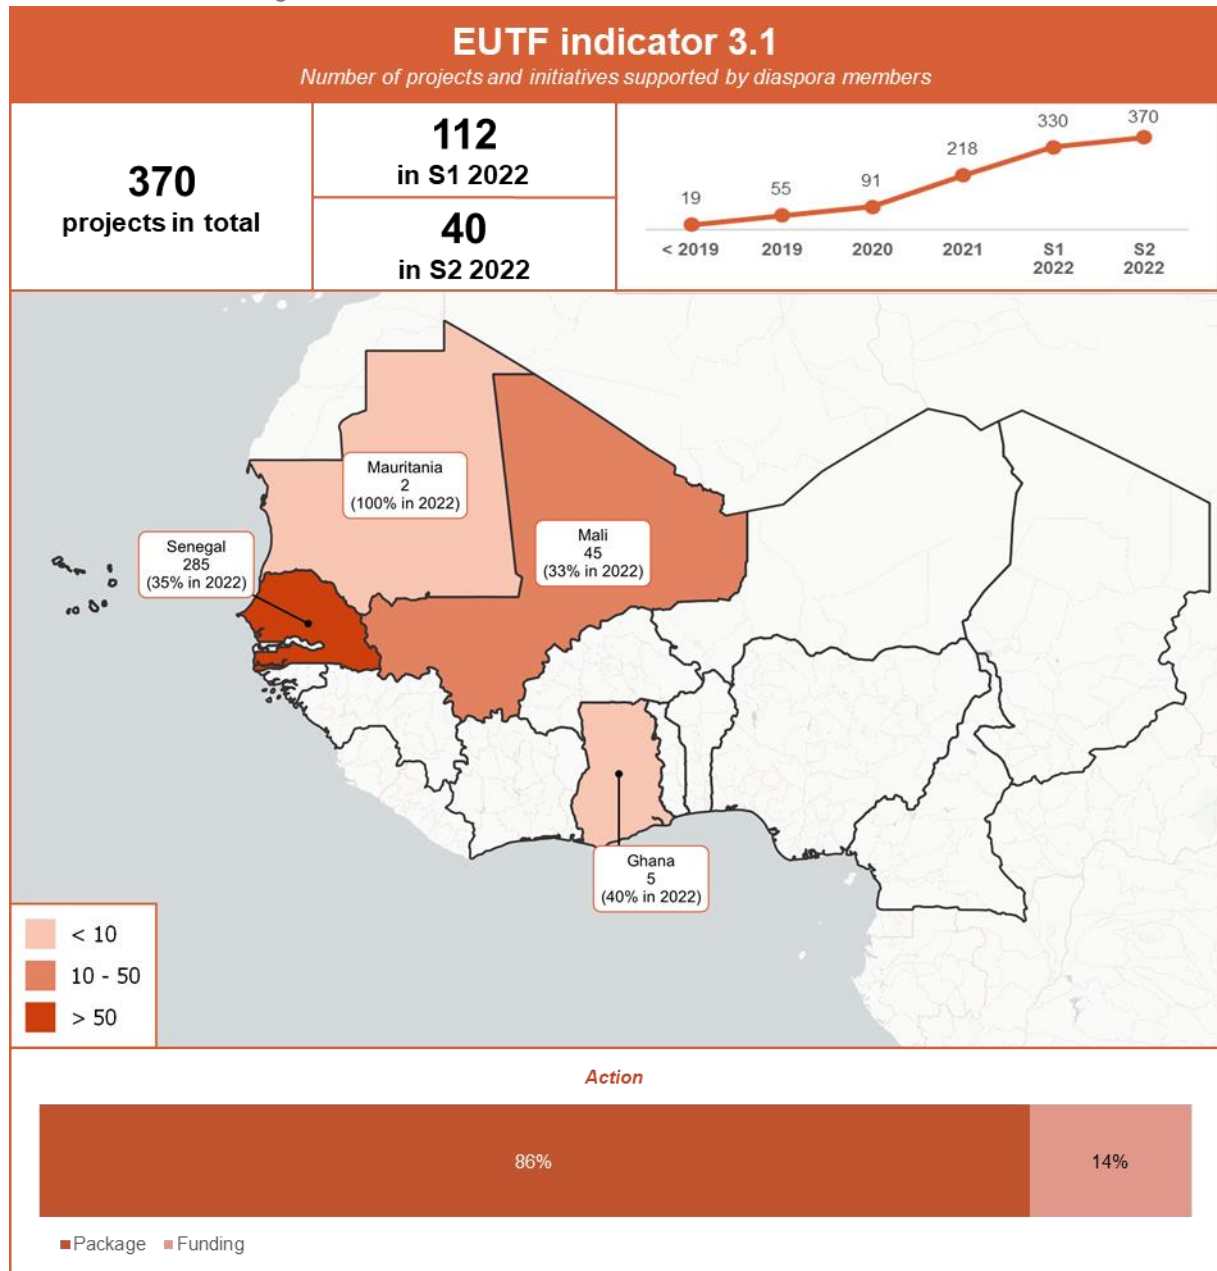 EUTF indicator 3.1
Number of projects and initiatives supported by diaspora members
370
projects in total
112
in S1 2022
40
in S2 2022
19
55
91
218
330
370
< 2019
2019
2020
2021
S1
2022
S2
2022
Mauritania
2
(100% in 2022)
Senegal
285
(35% in 2022)
Mali
45
(33% in 2022)
Ghana
5
(40% in 2022)
< 10
10 - 50
> 50
Action
86%
14%
Package
Funding